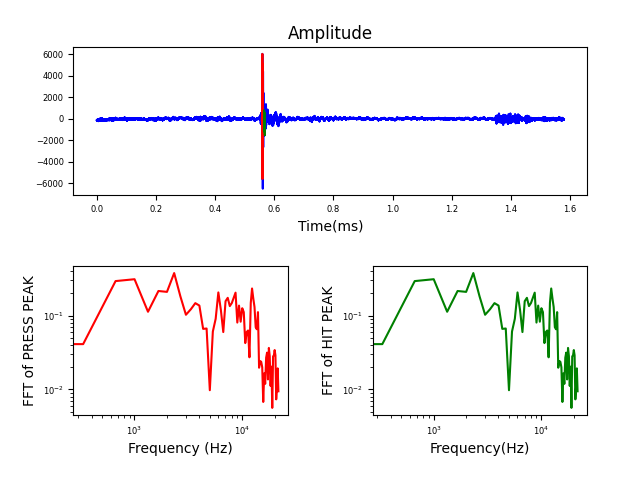 Amplitude
6000
4000
2000
0
−2000
−4000
−6000
0.0 0.2 0.4 0.6 0.8 1.0 1.2 1.4 1.6
Time(ms)
FFT of PRESS PEAK
10⁻¹
10⁻²
10³ 10⁴
Frequency (Hz)
FFT of HIT PEAK
10⁻¹
10⁻²
10³ 10⁴
Frequency(Hz)